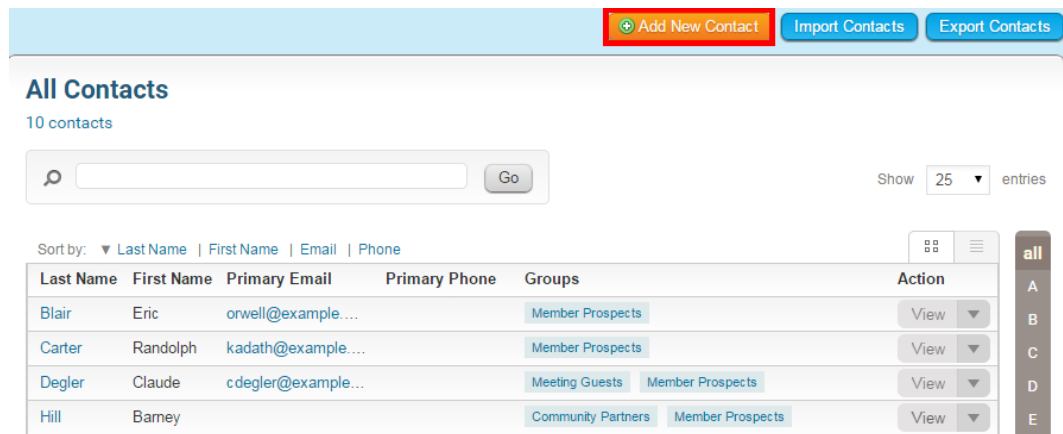 Add New Contact Import Contacts Export Contacts
All Contacts
10 contacts
Go Show 25 entries
Sort by: ▼ Last Name | First Name | Email | Phone all
Last Name First Name Primary Email Primary Phone Groups Action A
Blair Eric orwell@example.... Member Prospects View B
Carter Randolph kadath@example.... Member Prospects View C
Degler Claude cdegler@example... Meeting Guests Member Prospects View D
Hill Barney Community Partners Member Prospects View E